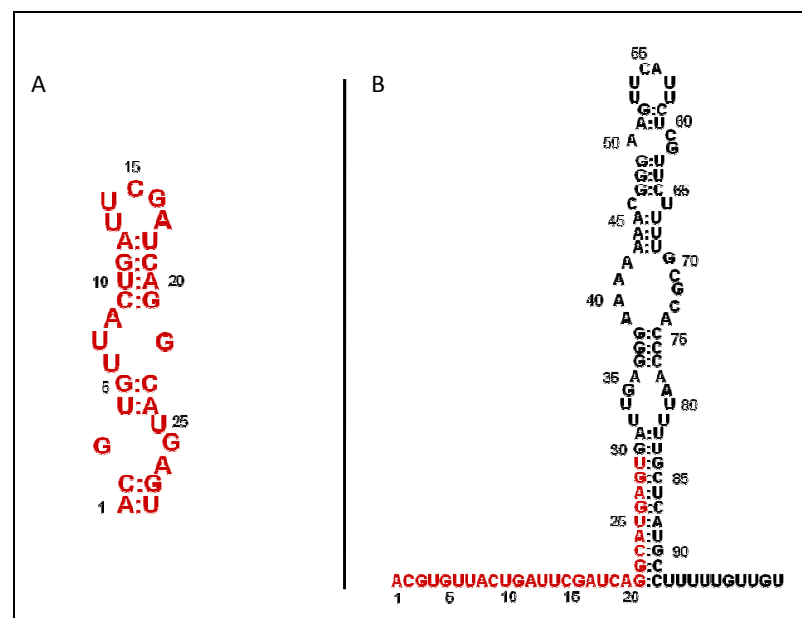 A
15
C
U G
U A
A:U
G:C
10 U:A 20
C:G
A
U G
U
5 G:C
U:A
U 25
G G
A
C:G
1 A:U
B
55
C A
U U
U U
G:C
A:U 60
50 A C
G
G:U
G:U
G:C 65
C U
45 A:U
A:U
A:U
A G 70
A C
G
40 A C
A A
G:C
G:C 75
G:C
35 A A
G A
U U 80
U U
A:U
30 G:U
U:G
G:C 85
A:U
G:C
25 U:A
A:U
C:G 90
G:C
ACGUGUUACUGAUUCGAUCAG:CUUUUUGUUGU
1 5 10 15 20